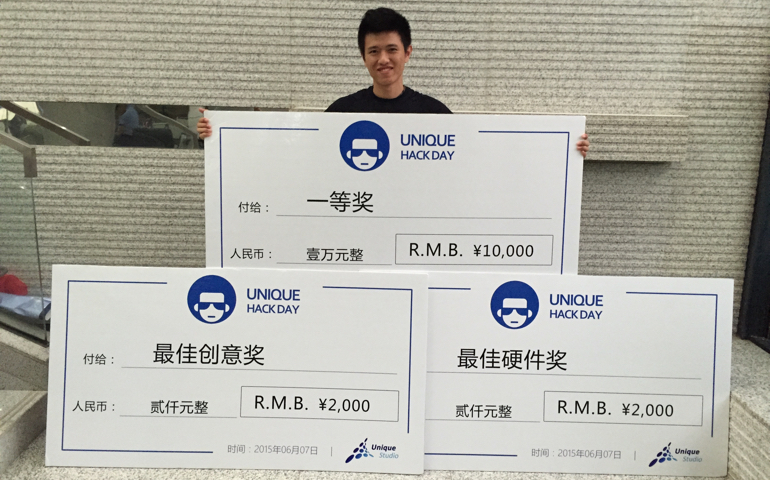 UNIQUE
HACK DAY
付给： 一等奖
人民币： 壹万元整 R.M.B. ¥10,000
UNIQUE
HACK DAY
付给： 最佳创意奖
人民币： 贰仟元整 R.M.B. ¥2,000
时间：2015年06月07日 | Unique
Studio
UNIQUE
HACK DAY
最佳硬件奖
贰仟元整 R.M.B. ¥2,000
时间：2015年06月07日 | Unique
Studio